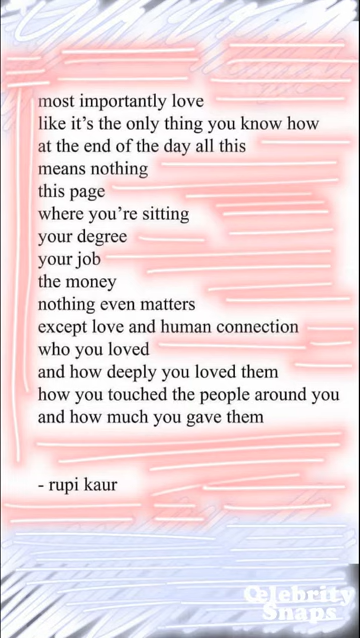 most importantly love
like it’s the only thing you know how
at the end of the day all this
means nothing
this page
where you’re sitting
your degree
your job
the money
nothing even matters
except love and human connection
who you loved
and how deeply you loved them
how you touched the people around you
and how much you gave them
- rupi kaur
Celebrity
Snaps